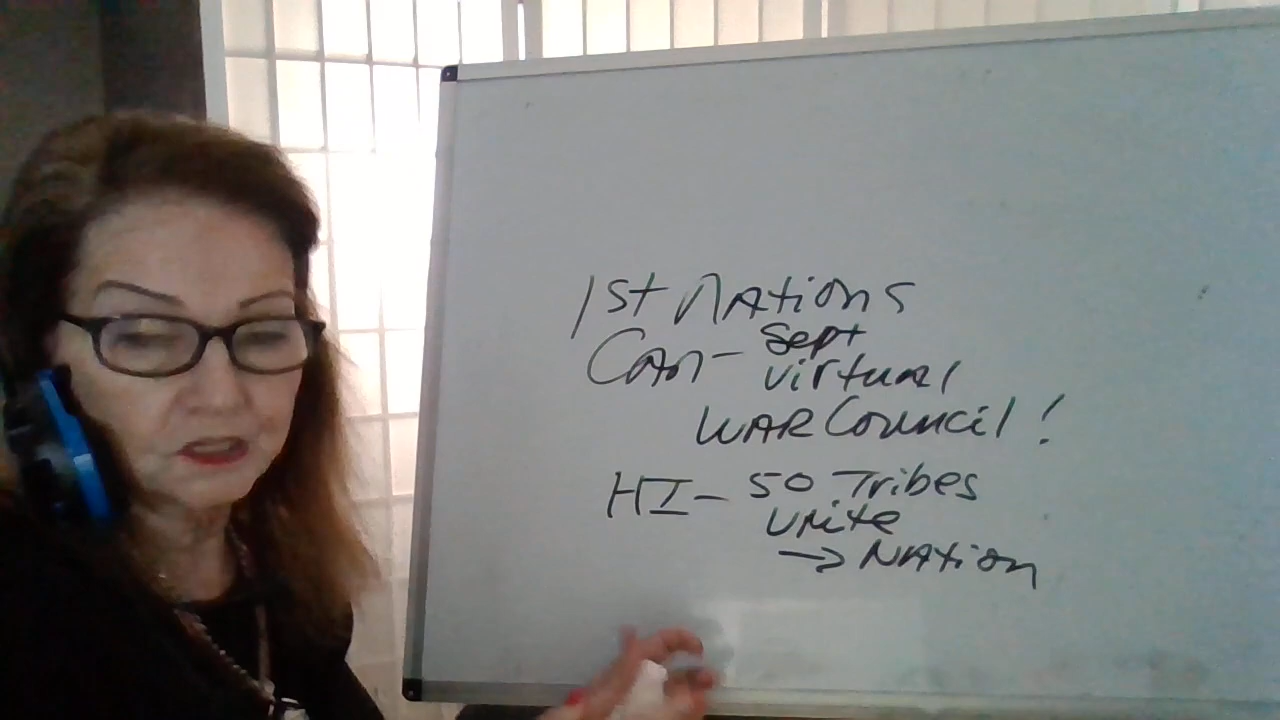 1st NATIONS
CAN- Sept
virtual
WAR COUNCIL!
HI- 50 Tribes
Unite
→ NATION